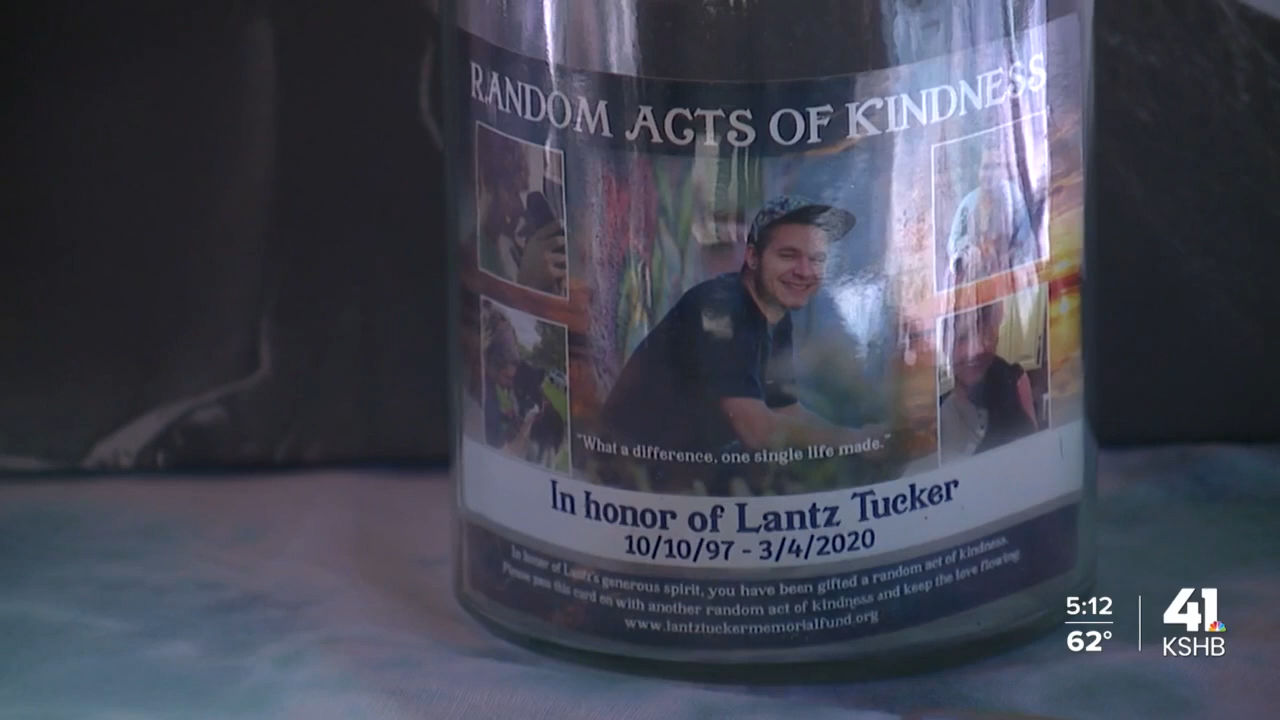 RANDOM ACTS OF KINDNESS
"What a difference, one single life made."
In honor of Lantz Tucker
10/10/97 - 3/4/2020
In honor of Lantz's generous spirit, you have been gifted a random act of kindness.
Please pass this card on with another random act of kindness and keep the love flowing
www.lantztuckermemorialfund.org
5:12
62°
41
KSHB